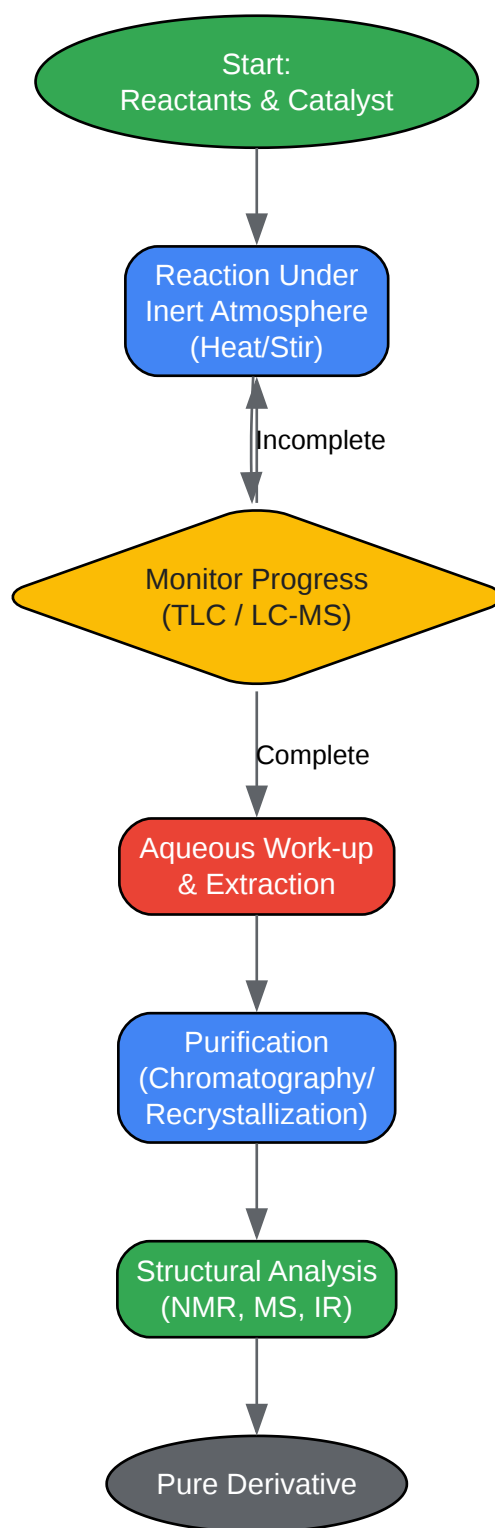 Start:
Reactants & Catalyst
Reaction Under
Inert Atmosphere
(Heat/Stir)
Incomplete
Monitor Progress
(TLC / LC-MS)
Complete
Aqueous Work-up
& Extraction
Purification
(Chromatography/
Recrystallization)
Structural Analysis
(NMR, MS, IR)
Pure Derivative